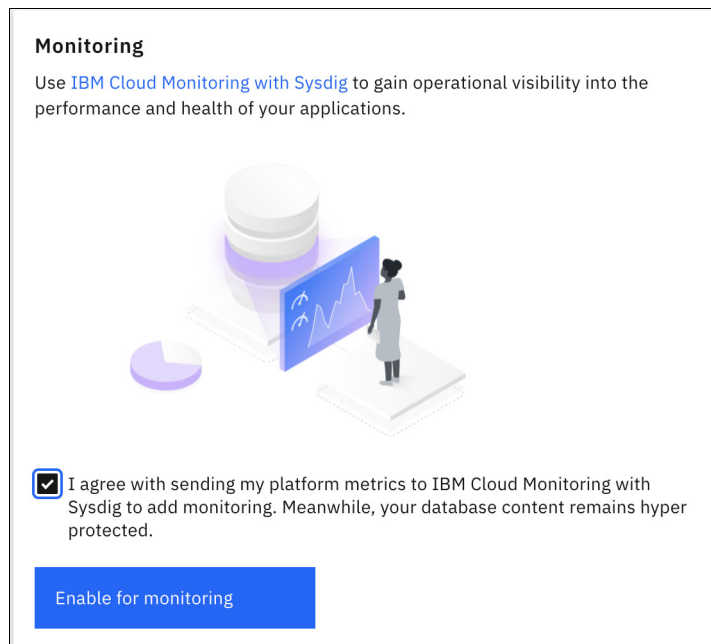 Monitoring
Use IBM Cloud Monitoring with Sysdig to gain operational visibility into the
performance and health of your applications.
I agree with sending my platform metrics to IBM Cloud Monitoring with
Sysdig to add monitoring. Meanwhile, your database content remains hyper
protected.
Enable for monitoring